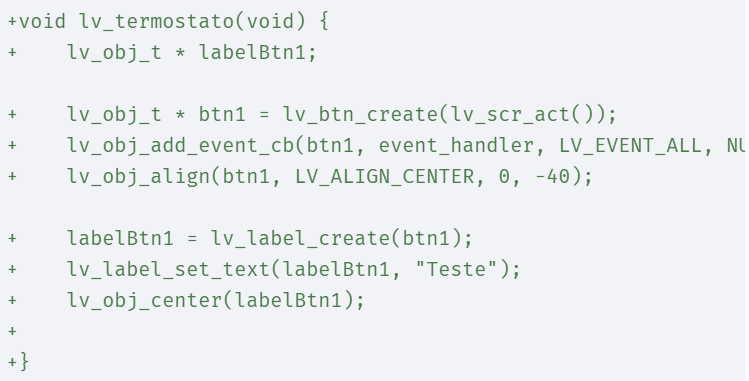 +void lv_termostato(void) {
+    lv_obj_t * labelBtn1;

+    lv_obj_t * btn1 = lv_btn_create(lv_scr_act());
+    lv_obj_add_event_cb(btn1, event_handler, LV_EVENT_ALL, NU
+    lv_obj_align(btn1, LV_ALIGN_CENTER, 0, -40);

+    labelBtn1 = lv_label_create(btn1);
+    lv_label_set_text(labelBtn1, "Teste");
+    lv_obj_center(labelBtn1);
+
+}